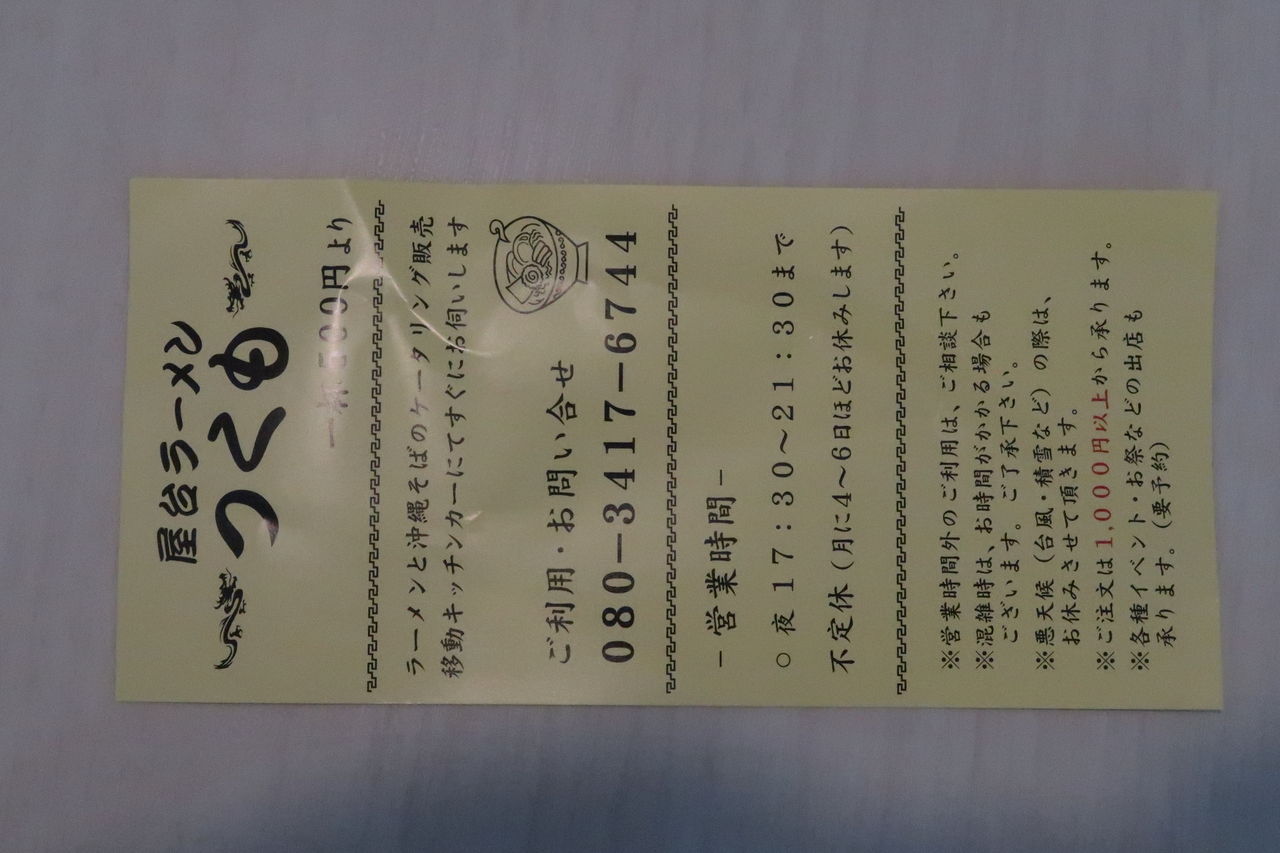 屋台ラーメン
つくも
一杯500円より
ラーメンと沖縄そばのケータリング販売
移動キッチンカーにてすぐにお伺いします
ご利用・お問い合せ
080-3417-6744
- 営業時間 -
○ 夜 17:30～21:30まで
不定休(月に4～6日ほどお休みします)
※営業時間外のご利用は、ご相談下さい。
※混雑時は、お時間がかかる場合も
ございます。ご了承下さい。
※悪天候(台風・積雪など)の際は、
お休みさせて頂きます。
※ご注文は1,000円以上から承ります。
※各種イベント・お祭などの出店も
承ります。(要予約)